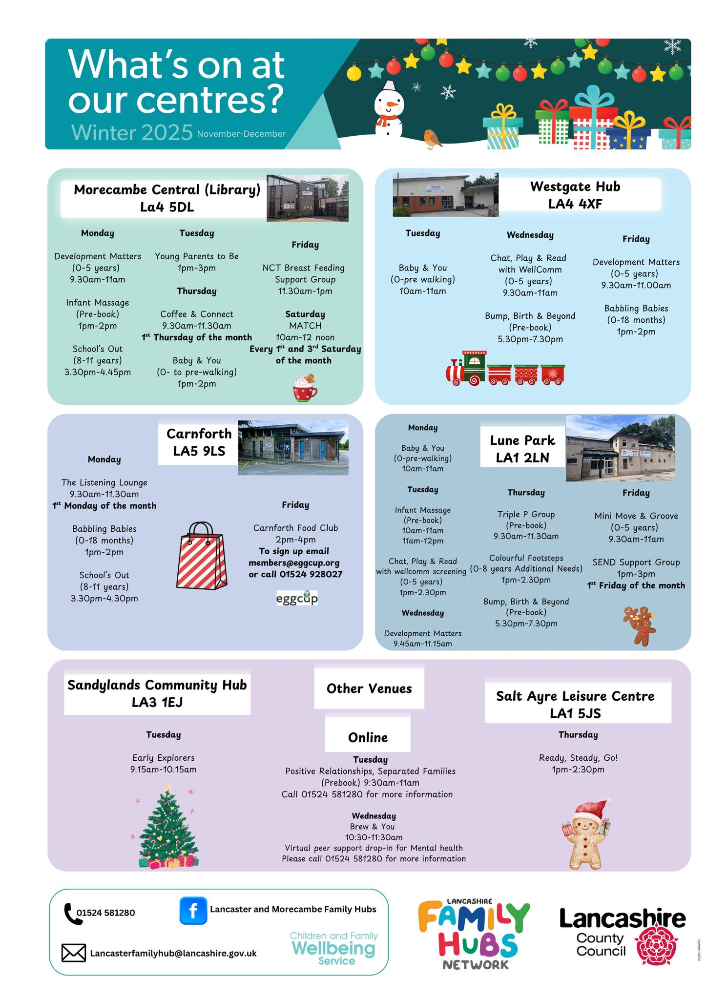 What's on at
our centres?
Winter 2025 November-December
Morecambe Central (Library)
La4 5DL
Monday
Development Matters
(0-5 years)
9.30am-11am
Infant Massage
(Pre-book)
1pm-2pm
School's Out
(8-11 years)
3.30pm-4.45pm
Tuesday
Young Parents to Be
1pm-3pm
Thursday
Coffee & Connect
9.30am-11.30am
1st Thursday of the month
Baby & You
(0- to pre-walking)
1pm-2pm
Friday
NCT Breast Feeding
Support Group
11.30am-1pm
Saturday
MATCH
10am-12 noon
Every 1st and 3rd Saturday
of the month
Westgate
Westgate Hub
LA4 4XF
Tuesday
Baby & You
(0-pre walking)
10am-11am
Wednesday
Chat, Play & Read
with WellComm
(0-5 years)
9.30am-11am
Bump, Birth & Beyond
(Pre-book)
5.30pm-7.30pm
Friday
Development Matters
(0-5 years)
9.30am-11.00am
Babbling Babies
(0-18 months)
1pm-2pm
Carnforth
LA5 9LS
Monday
The Listening Lounge
9.30am-11.30am
1st Monday of the month
Babbling Babies
(0-18 months)
1pm-2pm
School's Out
(8-11 years)
3.30pm-4.30pm
Friday
Carnforth Food Club
2pm-4pm
To sign up email
members@eggcup.org
or call 01524 928027
eggcup
Lune Park
LA1 2LN
Monday
Baby & You
(0-pre-walking)
10am-11am
Tuesday
Infant Massage
(Pre-book)
10am-11am
11am-12pm
Chat, Play & Read
with wellcomm screening
(0-5 years)
1pm-2.30pm
Wednesday
Development Matters
9.45am-11.15am
Thursday
Triple P Group
(Pre-book)
9.30am-11.30am
Colourful Footsteps
(0-8 years Additional Needs)
1pm-2.30pm
Bump, Birth & Beyond
(Pre-book)
5.30pm-7.30pm
Friday
Mini Move & Groove
(0-5 years)
9.30am-11am
SEND Support Group
1pm-3pm
1st Friday of the month
Sandylands Community Hub
LA3 1EJ
Tuesday
Early Explorers
9.15am-10.15am
Other Venues
Online
Tuesday
Positive Relationships, Separated Families
(Prebook) 9:30am-11am
Call 01524 581280 for more information
Wednesday
Brew & You
10:30-11:30am
Virtual peer support drop-in for Mental health
Please call 01524 581280 for more information
Salt Ayre Leisure Centre
LA1 5JS
Thursday
Ready, Steady, Go!
1pm-2:30pm
01524 581280
Lancaster and Morecambe Family Hubs
Lancasterfamilyhub@lancashire.gov.uk
Children and Family
Wellbeing
Service
LANCASHIRE
FAMILY
HUBS
NETWORK
Lancashire
County
Council
Comms: 10072